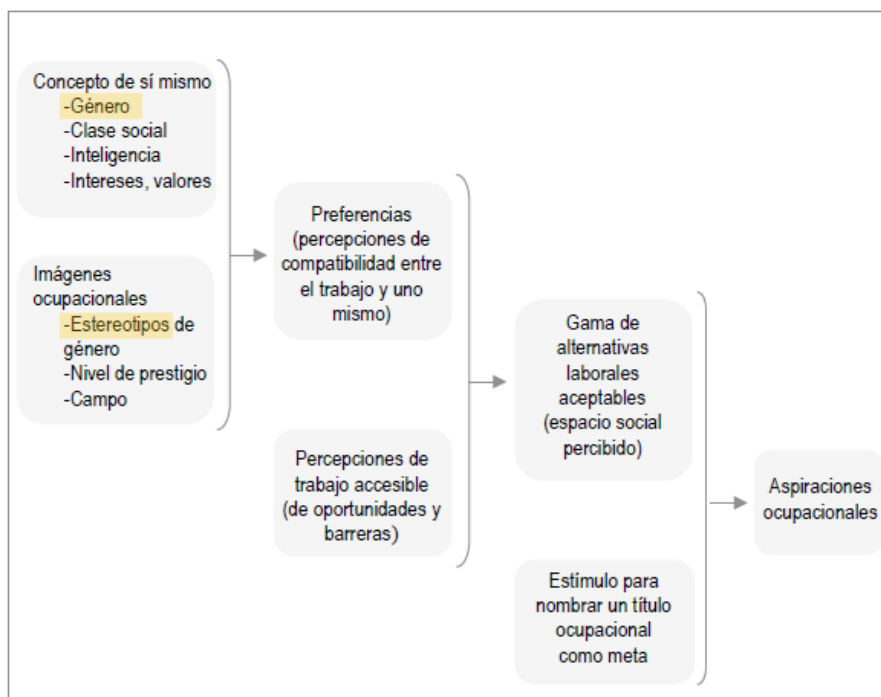 Concepto de sí mismo
-Género
-Clase social
-Inteligencia
-Intereses, valores
Imágenes
ocupacionales
-Estereotipos de
género
-Nivel de prestigio
-Campo
Preferencias
(percepciones de
compatibilidad entre
el trabajo y uno
mismo)
Percepciones de
trabajo accesible
(de oportunidades y
barreras)
Gama de
alternativas
laborales
aceptables
(espacio social
percibido)
Estímulo para
nombrar un título
ocupacional
como meta
Aspiraciones
ocupacionales